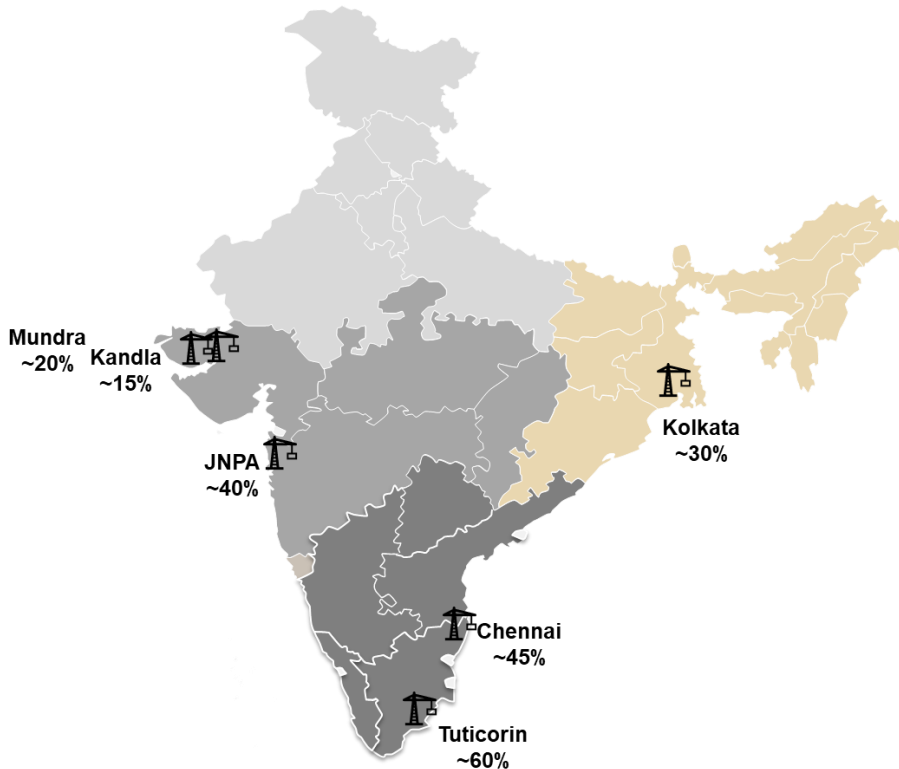 Mundra
~20%
Kandla
~15%
JNPA
~40%
Kolkata
~30%
Chennai
~45%
Tuticorin
~60%